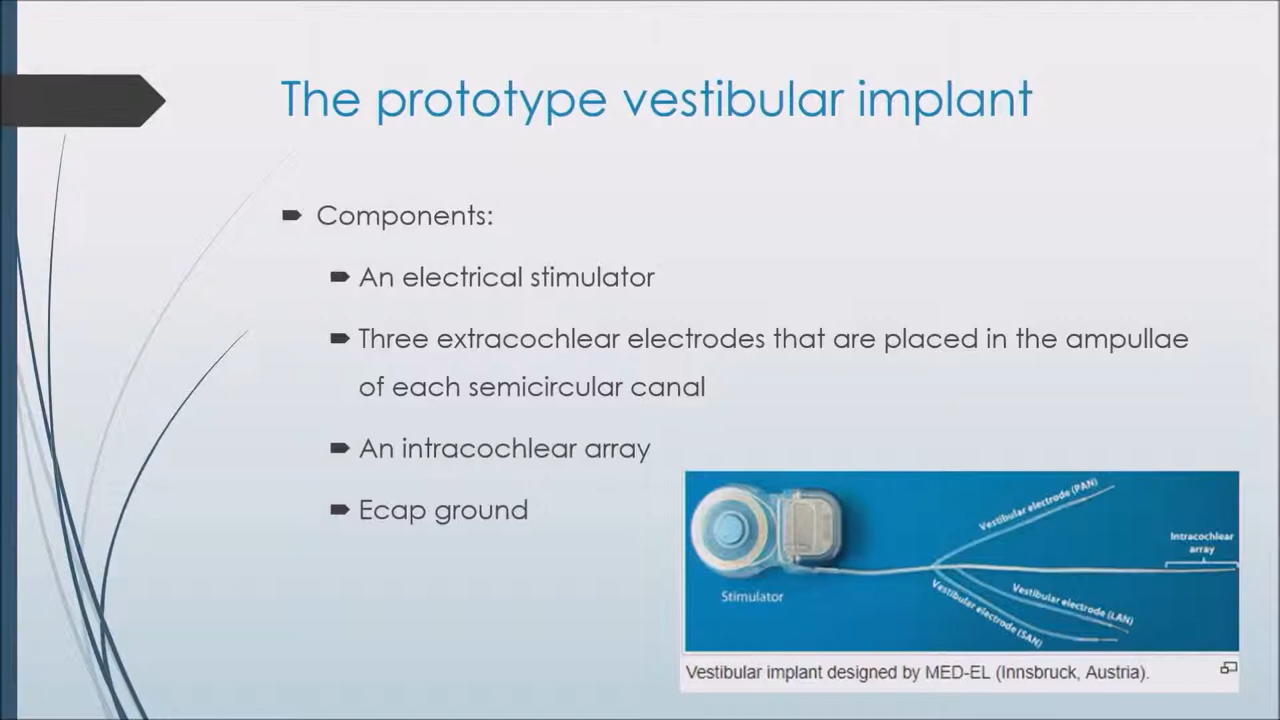 The prototype vestibular implant
Components:
An electrical stimulator
Three extracochlear electrodes that are placed in the ampullae
of each semicircular canal
An intracochlear array
Ecap ground
Vestibular electrode (PAN)
Intracochlear
array
Stimulator
Vestibular electrode (LAN)
Vestibular electrode (SAN)
Vestibular implant designed by MED-EL (Innsbruck, Austria).